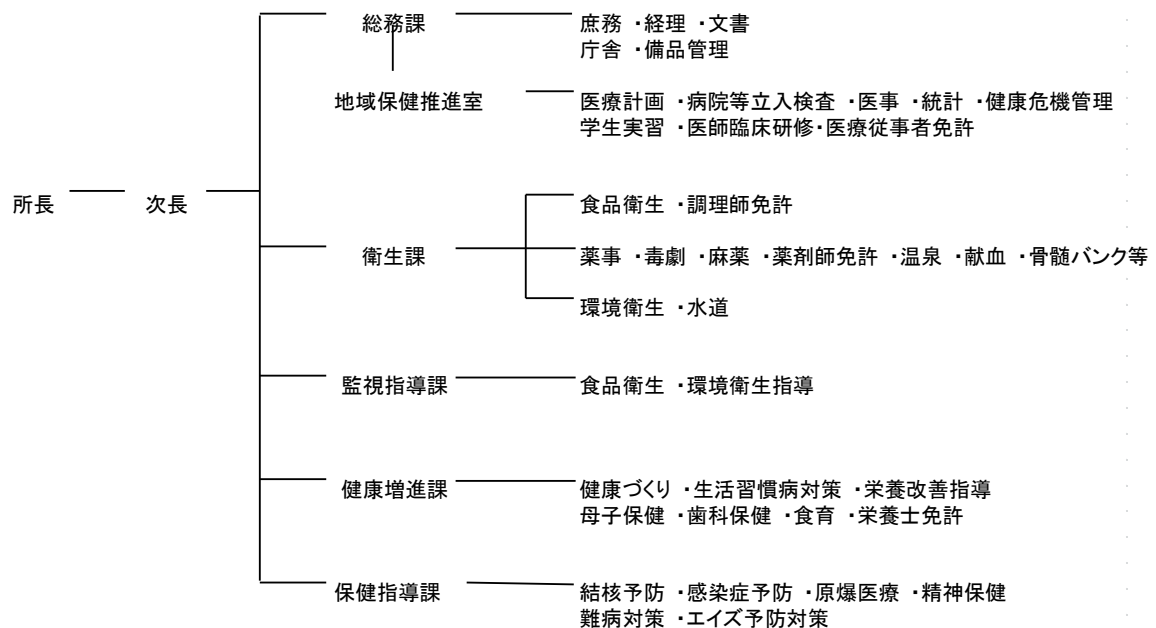 総務課
庶務 ・経理 ・文書
庁舎 ・備品管理
地域保健推進室
医療計画 ・病院等立入検査 ・医事 ・統計 ・健康危機管理
学生実習 ・医師臨床研修・医療従事者免許
所長
次長
食品衛生 ・調理師免許
衛生課
薬事 ・毒劇 ・麻薬 ・薬剤師免許 ・温泉 ・献血 ・骨髄バンク等
環境衛生 ・水道
監視指導課
食品衛生 ・環境衛生指導
健康増進課
健康づくり ・生活習慣病対策 ・栄養改善指導
母子保健 ・歯科保健 ・食育 ・栄養士免許
保健指導課
結核予防 ・感染症予防 ・原爆医療 ・精神保健
難病対策 ・エイズ予防対策